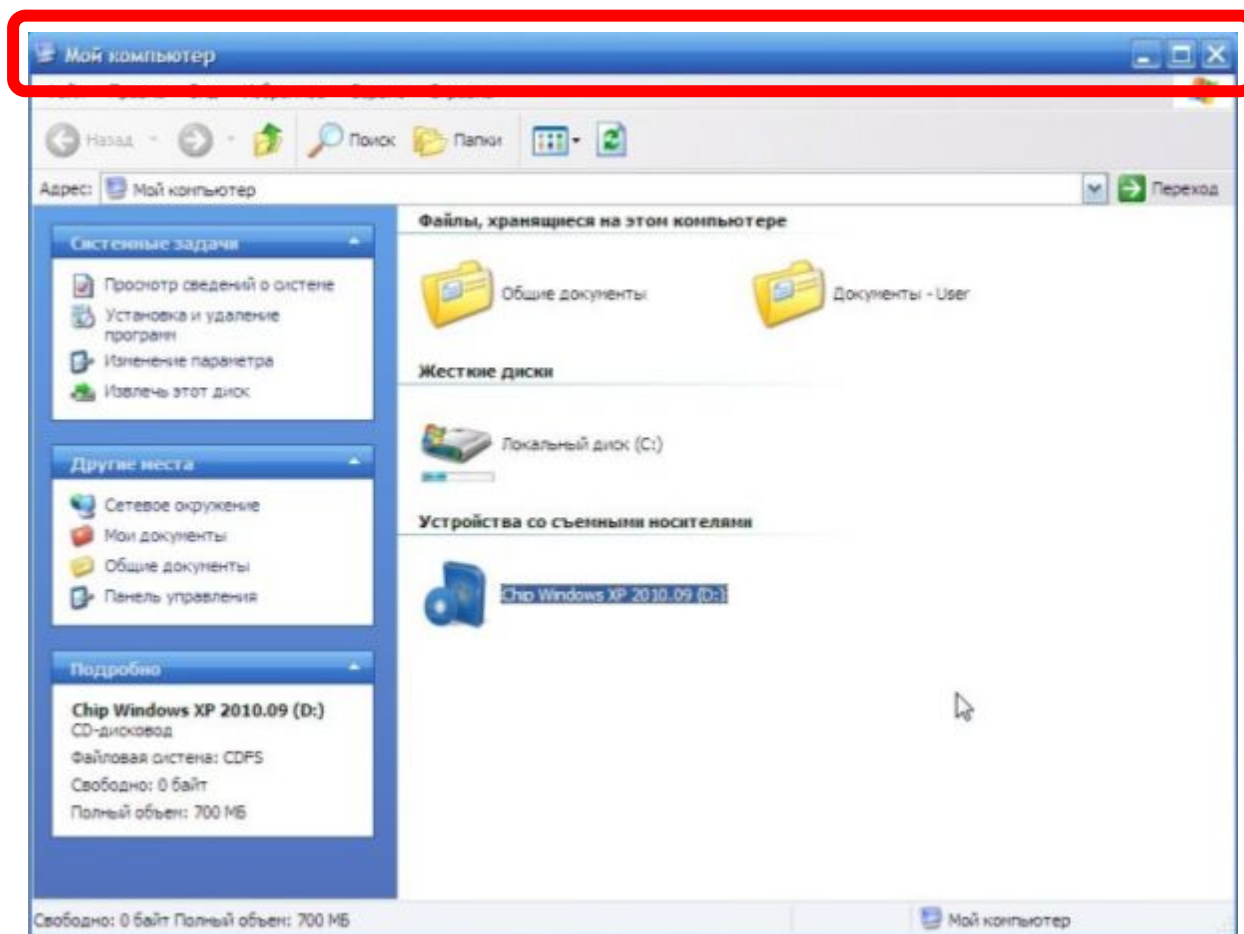 Мой компьютер
Назад Поиск Папки
Адрес: Мой компьютер Переход
Системные задачи
Просмотр сведений о системе
Установка и удаление
программ
Изменение параметра
Извлечь этот диск
Другие места
Сетевое окружение
Мои документы
Общие документы
Панель управления
Подробно
Chip Windows XP 2010.09 (D:)
CD-дисковод
Файловая система: CDFS
Свободно: 0 байт
Полный объем: 700 МБ
Файлы, хранящиеся на этом компьютере
Общие документы
Документы - User
Жесткие диски
Локальный диск (C:)
Устройства со съемными носителями
Chip Windows XP 2010.09 (D:)
Свободно: 0 байт Полный объем: 700 МБ Мой компьютер